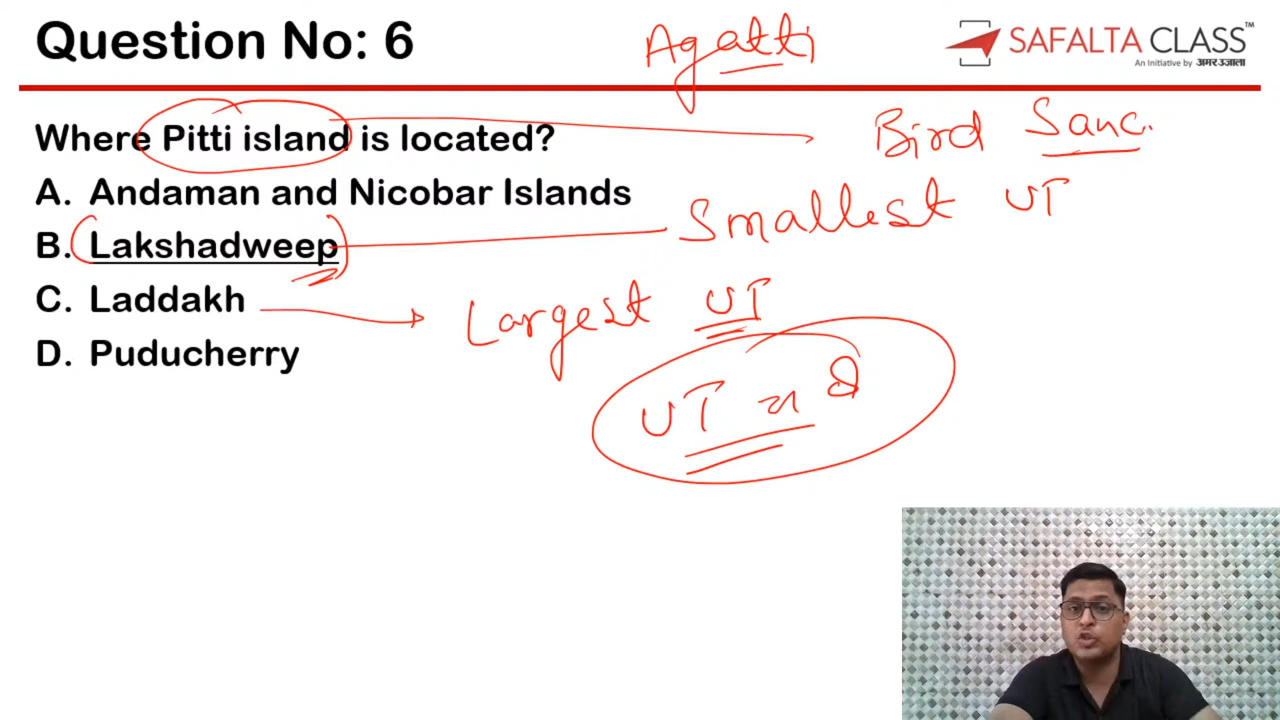 Question No: 6
Agatti
SAFALTA CLASS™
An Initiative by अमर उजाला
Where Pitti island is located?
Bird Sanc.
A. Andaman and Nicobar Islands
Smallest UT
B. Lakshadweep
C. Laddakh
Largest UT
D. Puducherry
UT